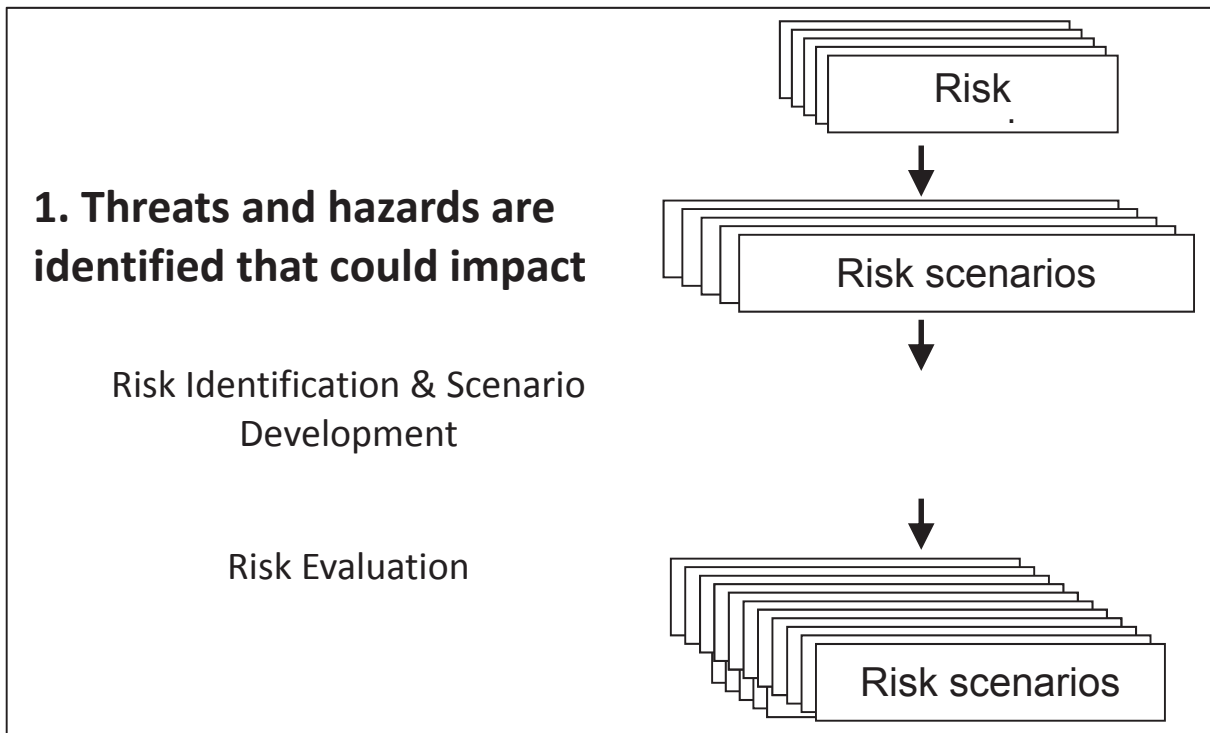 Risk
.
1. Threats and hazards are
identified that could impact
Risk scenarios
Risk Identification & Scenario
Development
Risk Evaluation
Risk scenarios